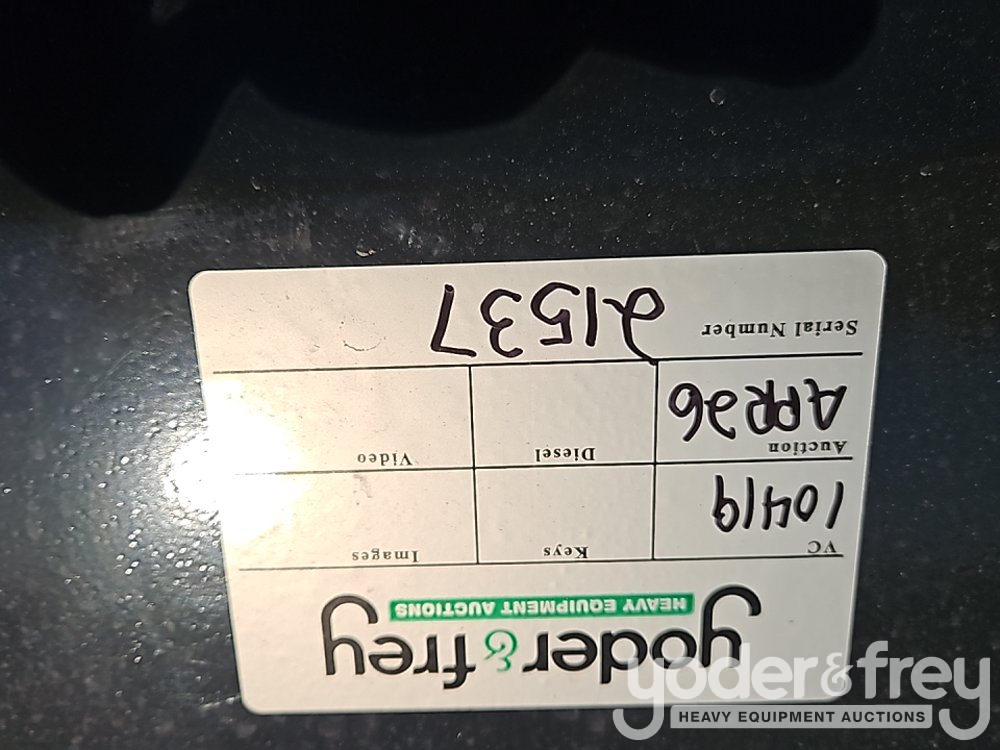 yoder & frey
HEAVY EQUIPMENT AUCTIONS
VC Keys Images
10419
Auction Diesel Video
APR26
Serial Number 21537
yoder & frey
HEAVY EQUIPMENT AUCTIONS